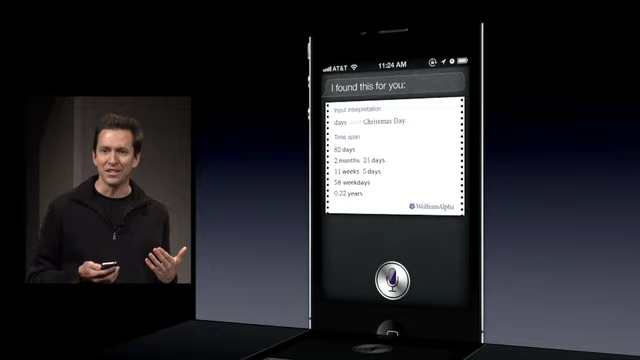 AT&T 11:24 AM
I found this for you:
Input interpretation
days Christmas Day
Time span
82 days
2 months 21 days
11 weeks 5 days
58 weekdays
0.22 years
WolframAlpha